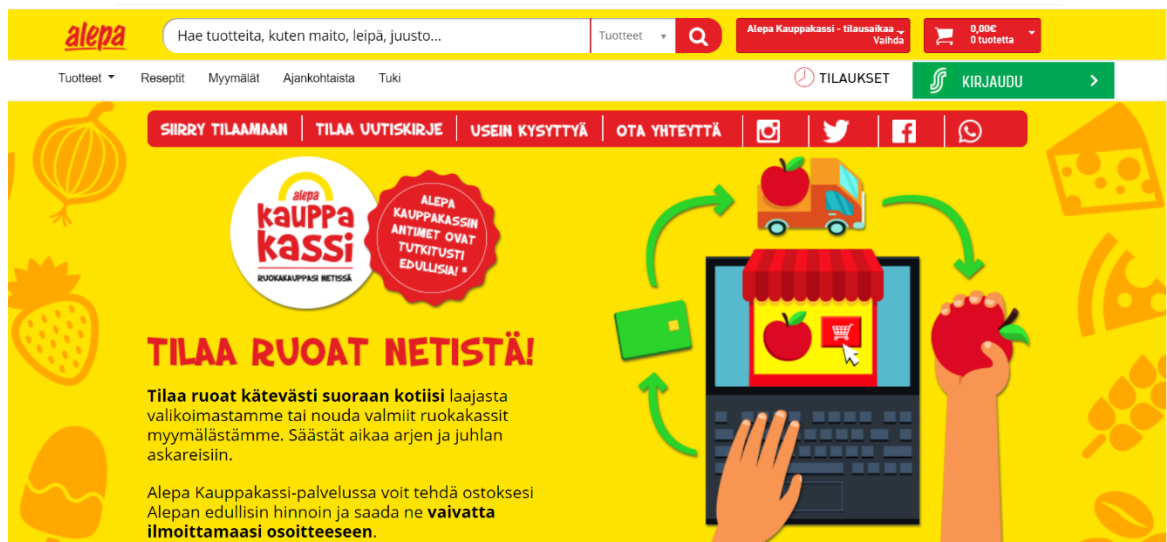 alepa
Hae tuotteita, kuten maito, leipä, juusto...
Tuotteet
Alepa Kauppakassi - tilausaikaa
Vaihda
0,00€
0 tuotetta
Tuotteet
Reseptit
Myymälät
Ajankohtaista
Tuki
TILAUKSET
KIRJAUDU
SIIRRY TILAAMAAN
TILAA UUTISKIRJE
USEIN KYSYTTYÄ
OTA YHTEYTTÄ
alepa
kauppa
kassi
RUOKAKAUPPASI NETISSÄ
ALEPA
KAUPPAKASSIN
ANTIMET OVAT
TUTKITUSTI
EDULLISIA! *
TILAA RUOAT NETISTÄ!
Tilaa ruoat kätevästi suoraan kotiisi laajasta
valikoimastamme tai nouda valmiit ruokakassit
myymälästämme. Säästät aikaa arjen ja juhlan
askareisiin.
Alepa Kauppakassi-palvelussa voit tehdä ostoksesi
Alepan edullisin hinnoin ja saada ne vaivatta
ilmoittamaasi osoitteeseen.